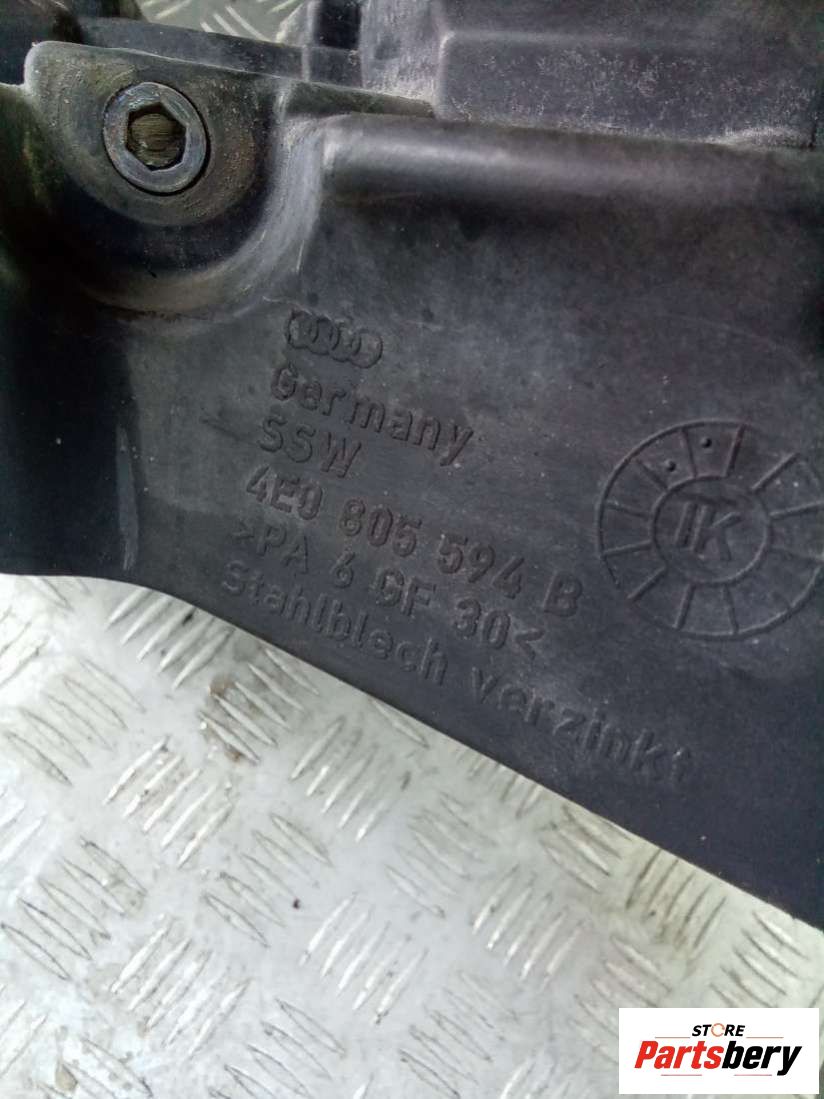 Germany
SSW
4E0 805 594 B
>PA 6 GF 30<
Stahlblech verzinkt
IK
STORE
Partsbery